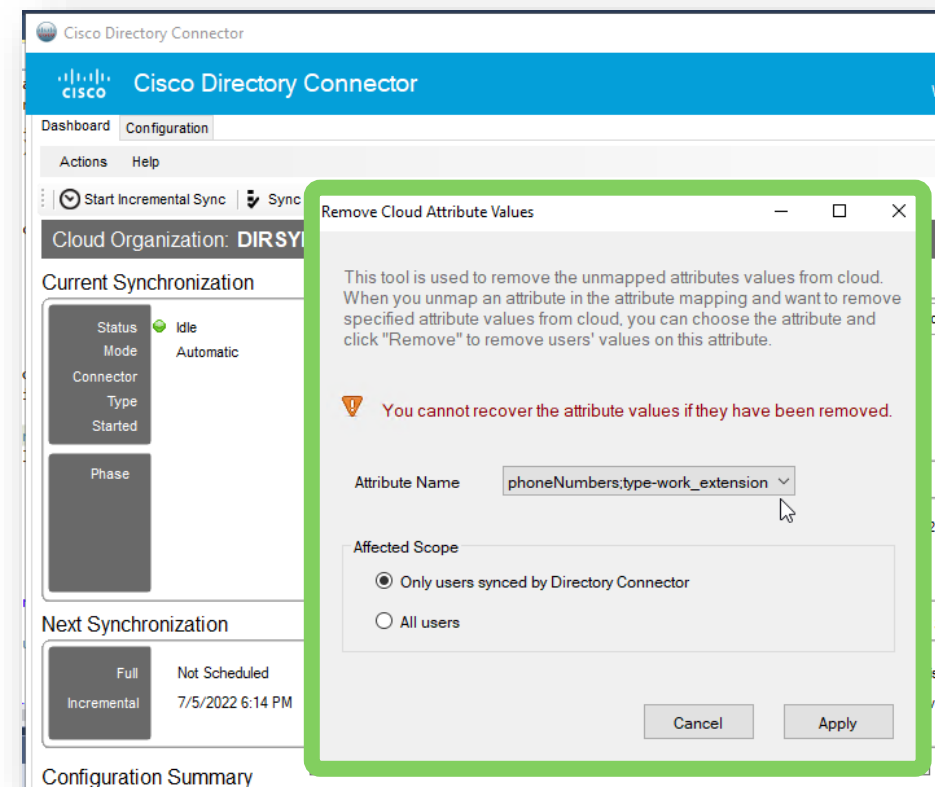 Cisco Directory Connector
CISCO
Cisco Directory Connector
Dashboard
Configuration
Actions
Help
Start Incremental Sync
Sync
Cloud Organization:
Current Synchronization
Status
Idle
Mode
Automatic
Connector
Type
Started
Phase
Next Synchronization
Full
Not Scheduled
Incremental
7/5/2022 6:14 PM
Configuration Summary
Remove Cloud Attribute Values
This tool is used to remove the unmapped attributes values from cloud.
When you unmap an attribute in the attribute mapping and want to remove
specified attribute values from cloud, you can choose the attribute and
click "Remove" to remove users' values on this attribute.
You cannot recover the attribute values if they have been removed.
Attribute Name
phoneNumbers;type-work_extension
Affected Scope
Only users synced by Directory Connector
All users
Cancel
Apply